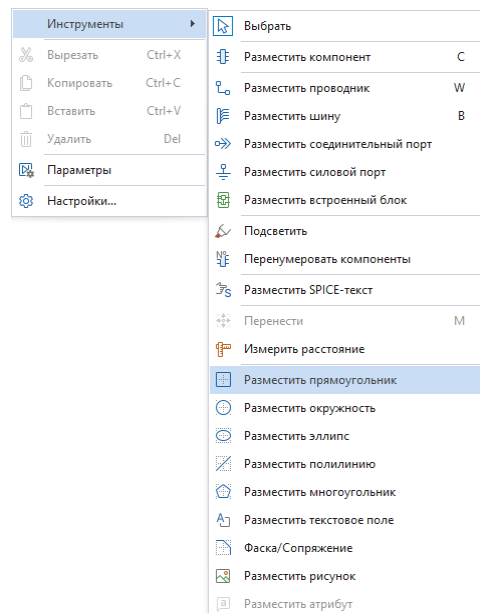 Инструменты
Вырезать Ctrl+X
Копировать Ctrl+C
Вставить Ctrl+V
Удалить Del
Параметры
Настройки...
Выбрать
Разместить компонент C
Разместить проводник W
Разместить шину B
Разместить соединительный порт
Разместить силовой порт
Разместить встроенный блок
Подсветить
Перенумеровать компоненты
Разместить SPICE-текст
Перенести M
Измерить расстояние
Разместить прямоугольник
Разместить окружность
Разместить эллипс
Разместить полилинию
Разместить многоугольник
Разместить текстовое поле
Фаска/Сопряжение
Разместить рисунок
Разместить атрибут